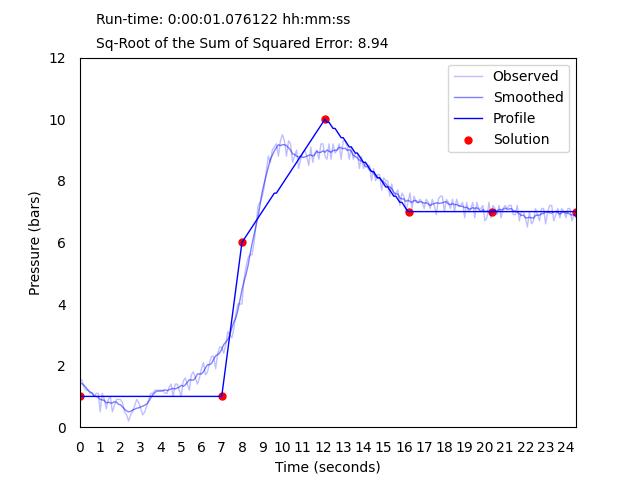 Run-time: 0:00:01.076122 hh:mm:ss
Sq-Root of the Sum of Squared Error: 8.94
12
10
8
6
4
2
0
Pressure (bars)
Observed
Smoothed
Profile
Solution
0 1 2 3 4 5 6 7 8 9 10 11 12 13 14 15 16 17 18 19 20 21 22 23 24
Time (seconds)